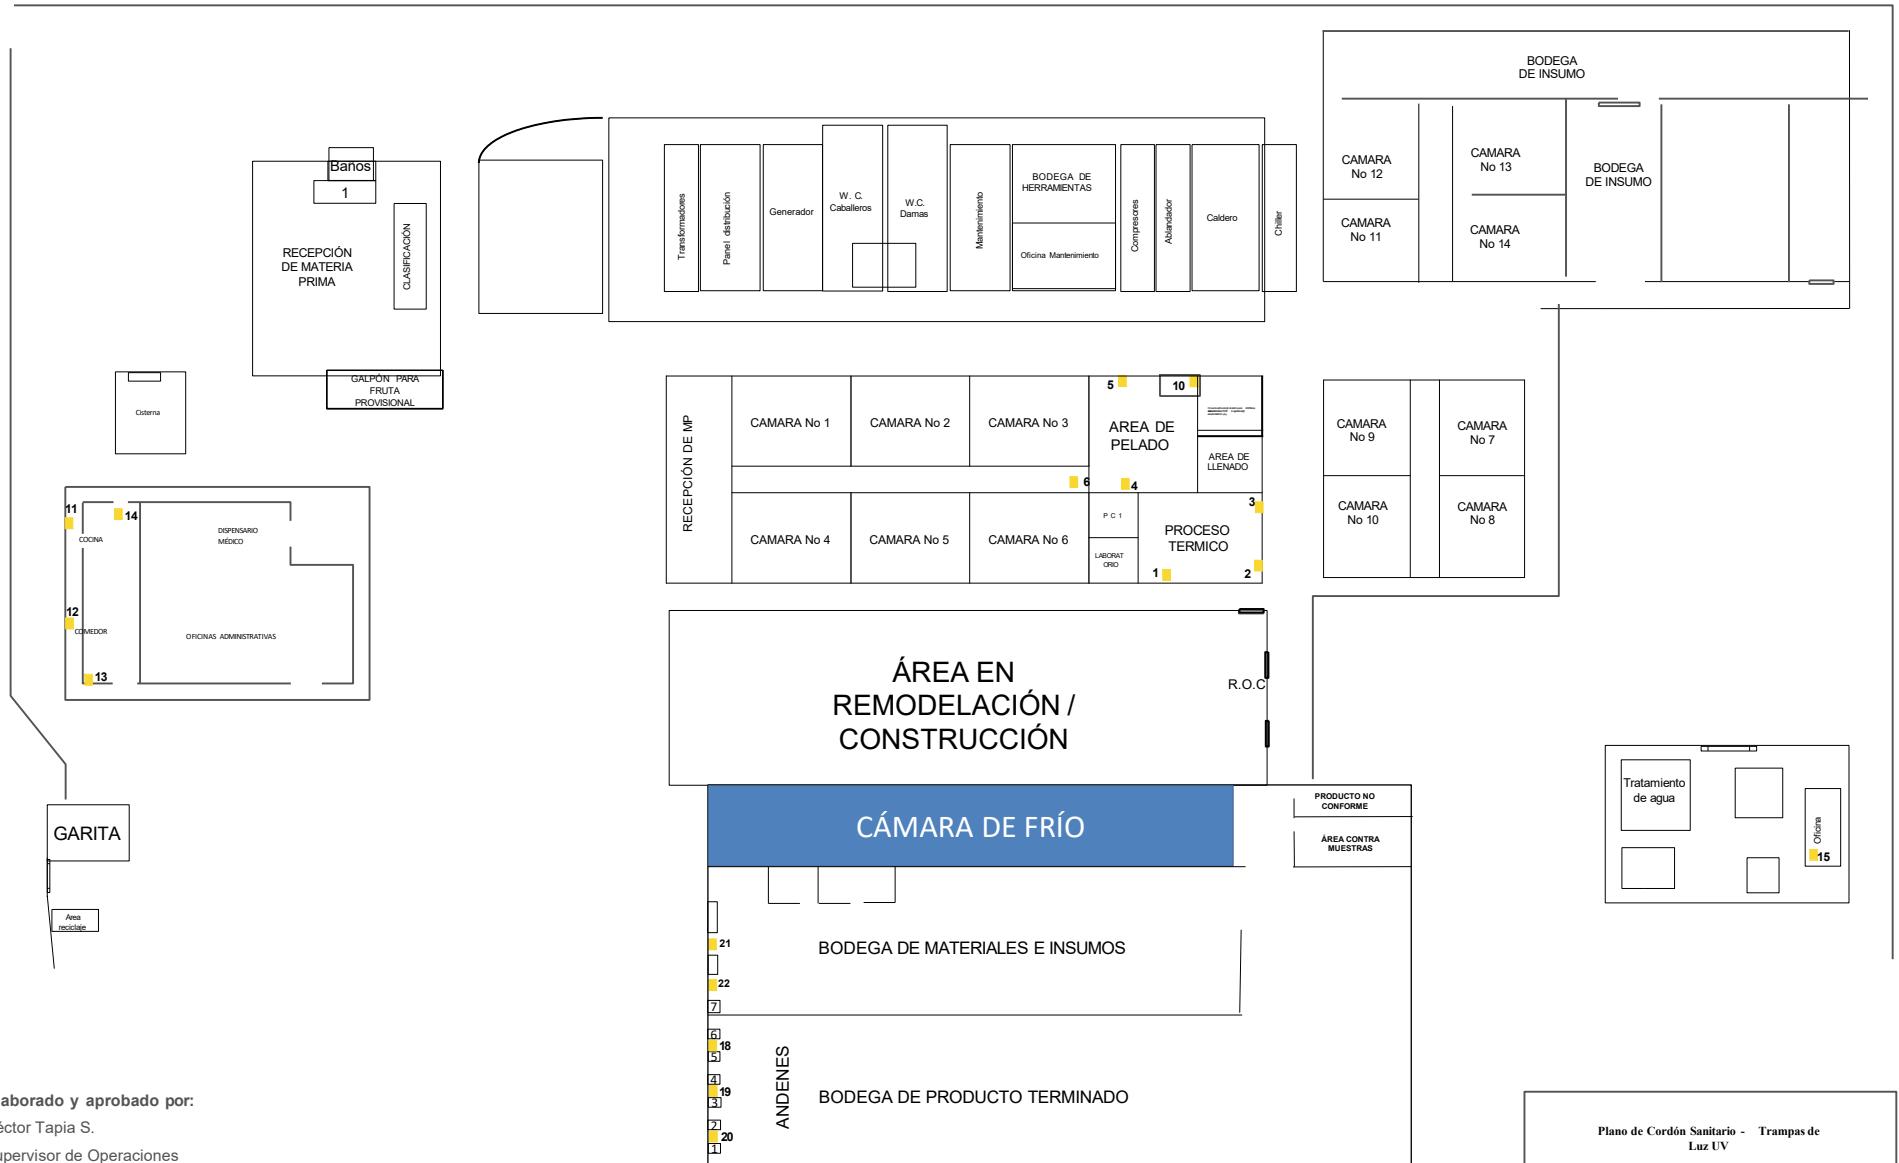 BODEGA
DE INSUMO
CAMARA
No 12
CAMARA
No 13
BODEGA
DE INSUMO
CAMARA
No 11
CAMARA
No 14
Baños
1
RECEPCIÓN
DE MATERIA
PRIMA
CLASIFICACIÓN
GALPÓN PARA
FRUTA
PROVISIONAL
Cisterna
Transformadores
Panel distribución
Generador
W. C.
Caballeros
W.C.
Damas
Mantenimiento
BODEGA DE
HERRAMIENTAS
Oficina Mantenimiento
Compresores
Ablandador
Caldero
Chiller
RECEPCIÓN DE MP
CAMARA No 1
CAMARA No 2
CAMARA No 3
5
10
AREA DE
PELADO
AREA DE
LLENADO
6
4
3
CAMARA No 4
CAMARA No 5
CAMARA No 6
P C 1
LABORAT
ORIO
PROCESO
TERMICO
1
2
CAMARA
No 9
CAMARA
No 7
CAMARA
No 10
CAMARA
No 8
11
14
COCINA
DISPENSARIO
MÉDICO
12
COMEDOR
OFICINAS ADMINISTRATIVAS
13
ÁREA EN
REMODELACIÓN /
CONSTRUCCIÓN
R.O.C
CÁMARA DE FRÍO
PRODUCTO NO
CONFORME
ÁREA CONTRA
MUESTRAS
Tratamiento
de agua
Oficina
15
GARITA
Area
reciclaje
21
BODEGA DE MATERIALES E INSUMOS
22
7
6
18
5
4
19
3
2
20
1
ANDENES
BODEGA DE PRODUCTO TERMINADO
aborado y aprobado por:
éctor Tapia S.
upervisor de Operaciones
Plano de Cordón Sanitario - Trampas de
Luz UV